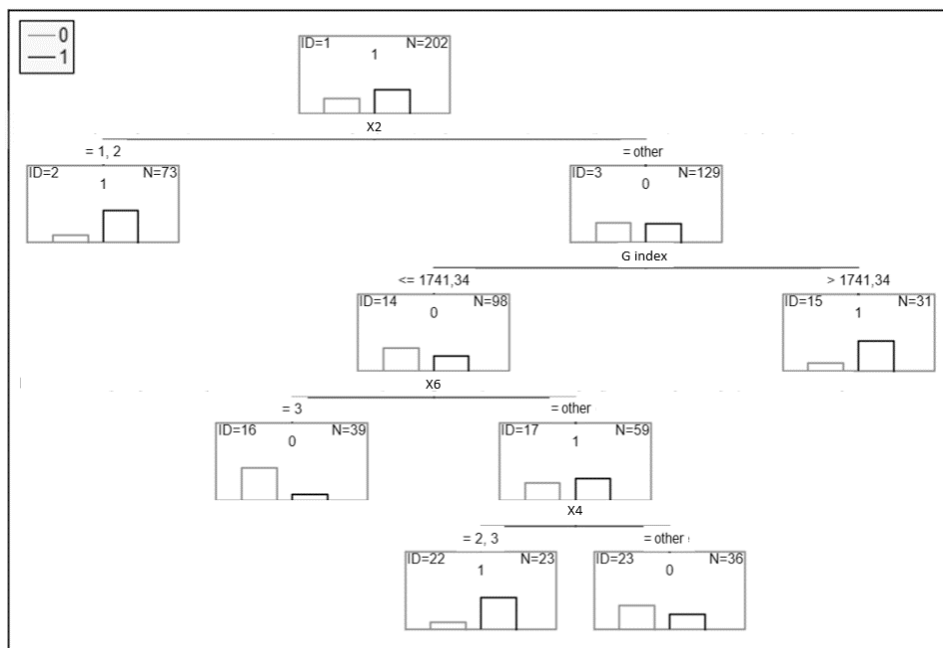 0
1
ID=1 N=202
1
X2
= 1, 2 = other
ID=2 N=73 ID=3 N=129
1 0
G index
<= 1741,34 > 1741,34
ID=14 N=98 ID=15 N=31
0 1
X6
= 3 = other
ID=16 N=39 ID=17 N=59
0 1
X4
= 2, 3 = other
ID=22 N=23 ID=23 N=36
1 0